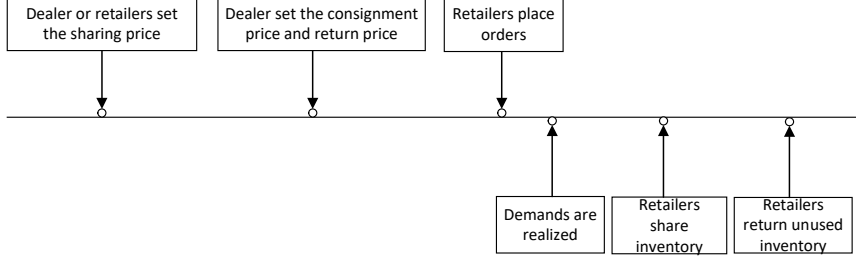 Dealer or retailers set
the sharing price
Dealer set the consignment
price and return price
Retailers place
orders
Demands are
realized
Retailers
share
inventory
Retailers
return unused
inventory